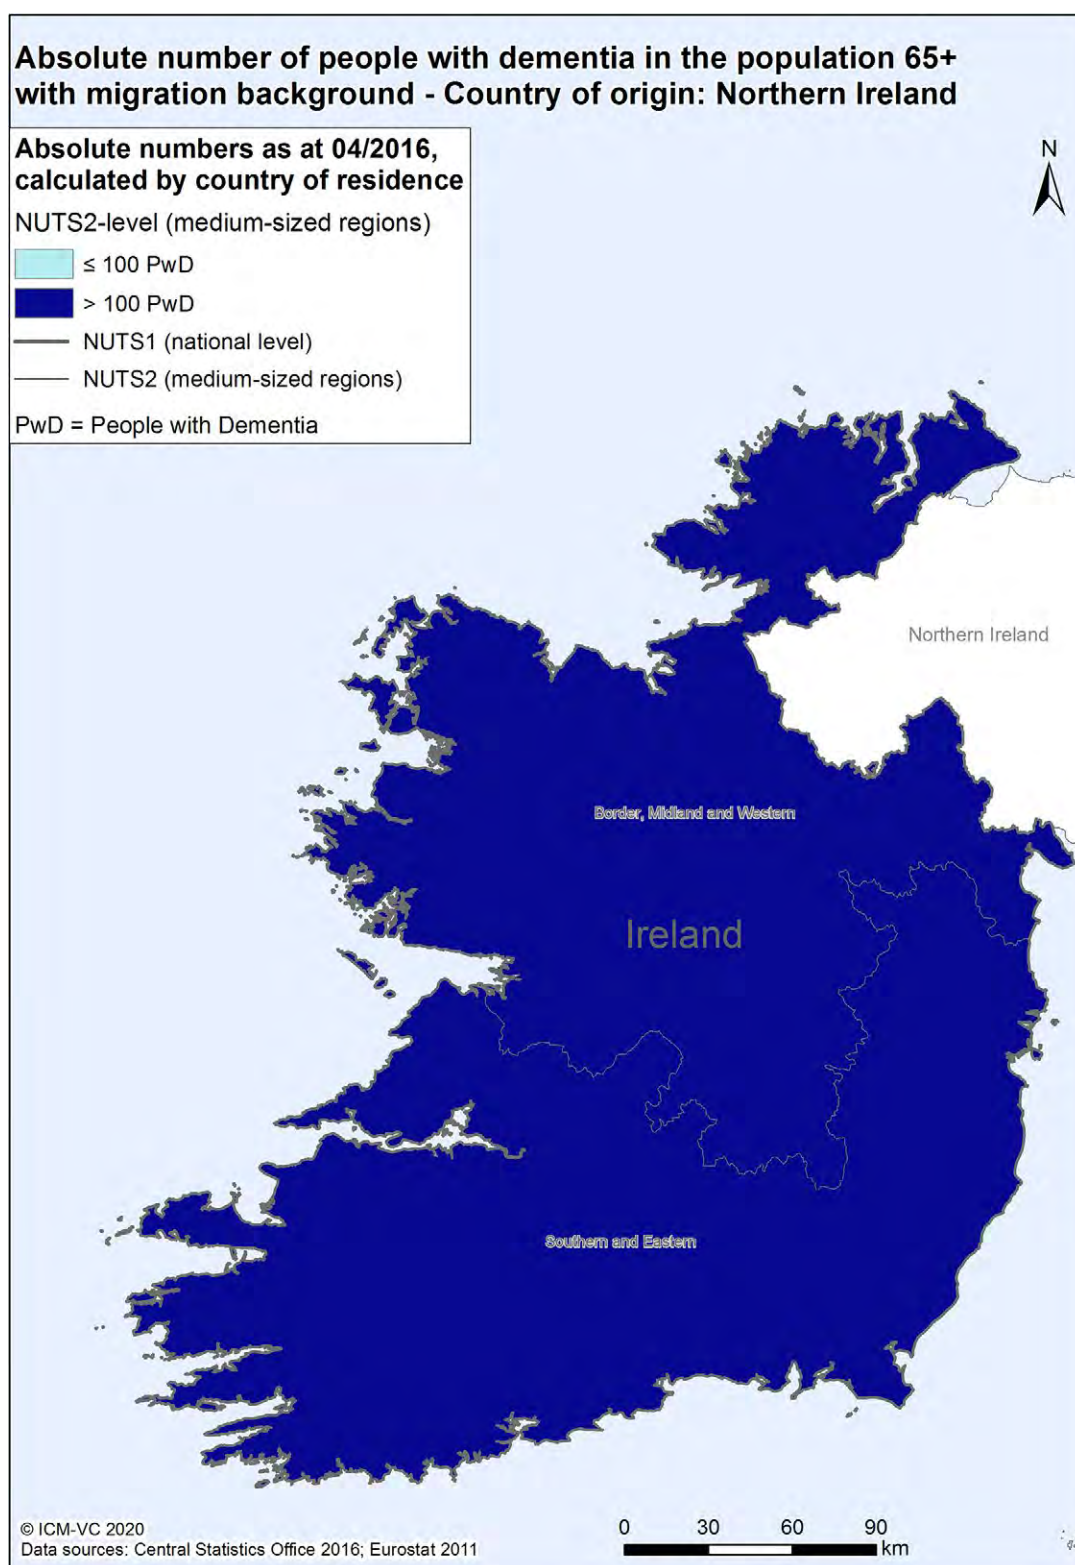 Absolute number of people with dementia in the population 65+
with migration background - Country of origin: Northern Ireland
Absolute numbers as at 04/2016,
calculated by country of residence
NUTS2-level (medium-sized regions)
≤ 100 PwD
> 100 PwD
NUTS1 (national level)
NUTS2 (medium-sized regions)
PwD = People with Dementia
N
Northern Ireland
Border, Midland and Western
Ireland
Southern and Eastern
© ICM-VC 2020
Data sources: Central Statistics Office 2016; Eurostat 2011
0 30 60 90
km